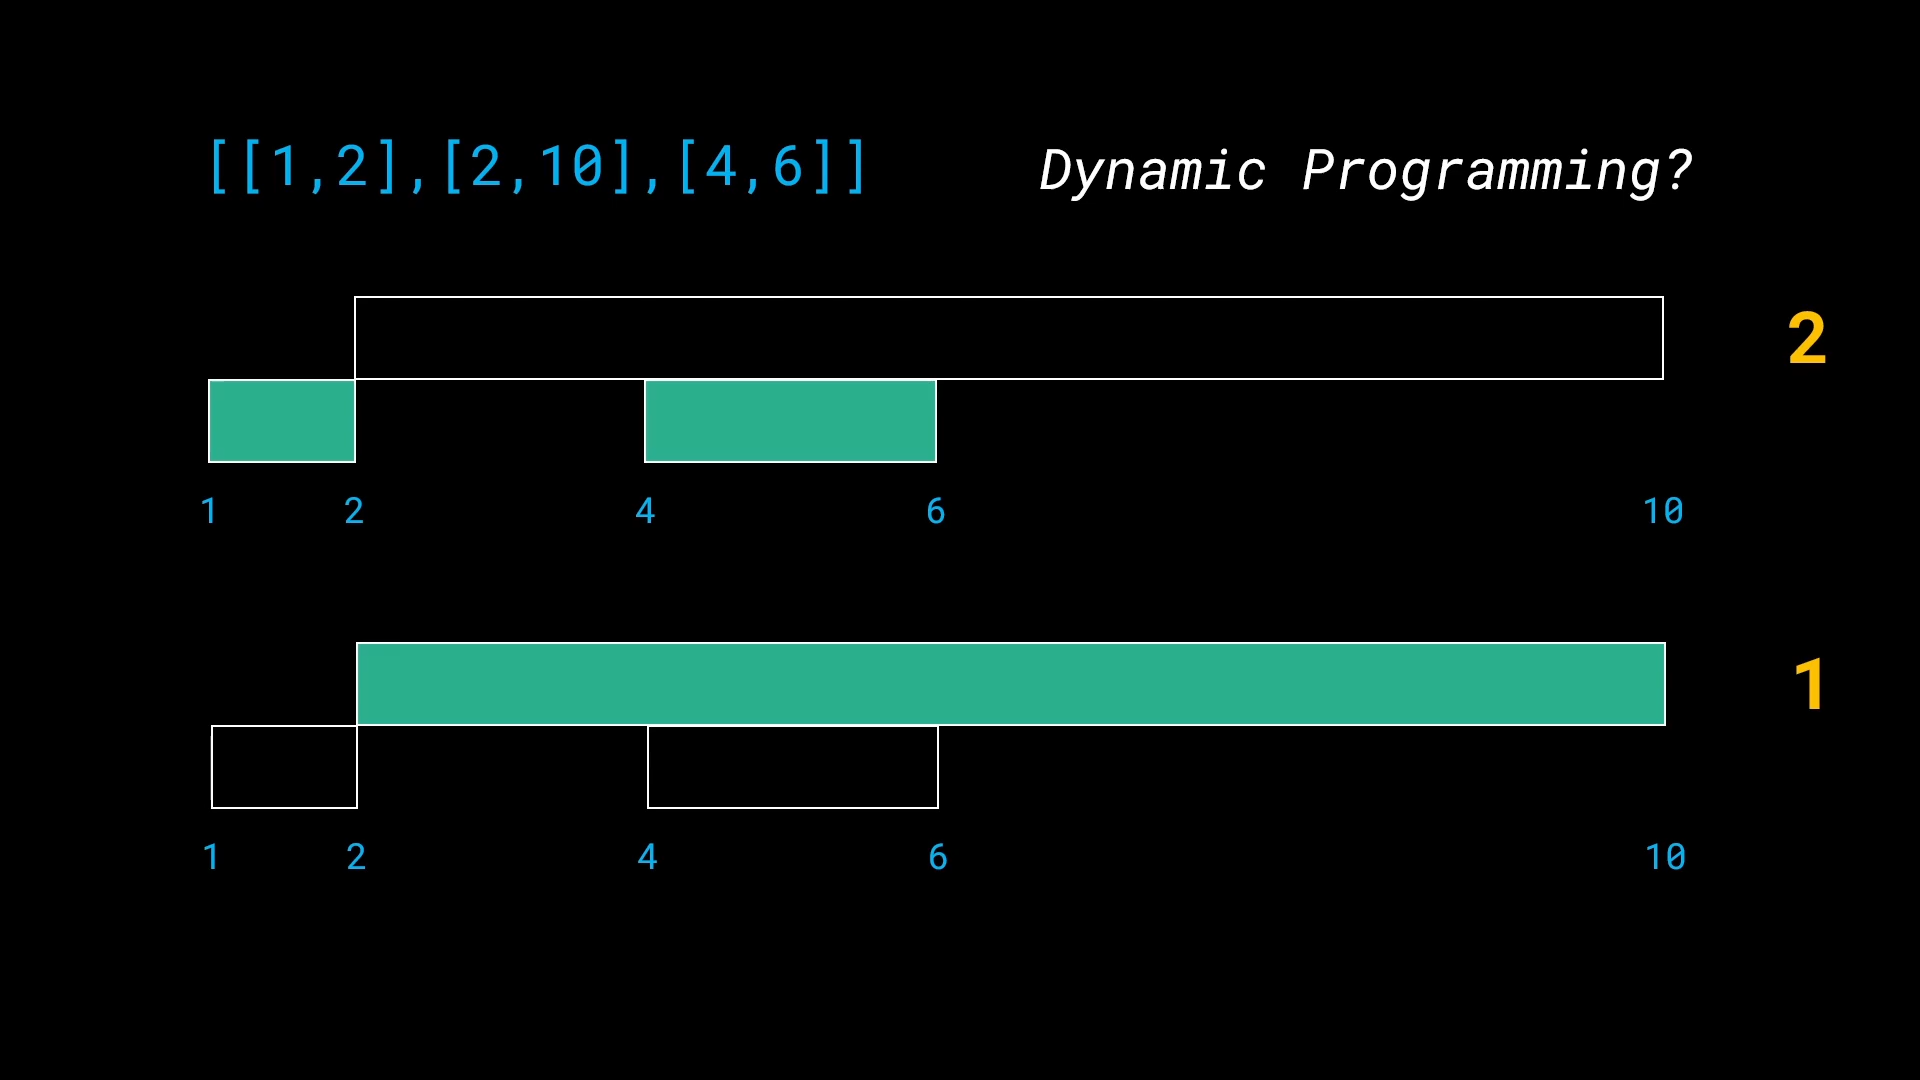 [[1,2],[2,10],[4,6]]
Dynamic Programming?
2
1 2 4 6 10
1
1 2 4 6 10